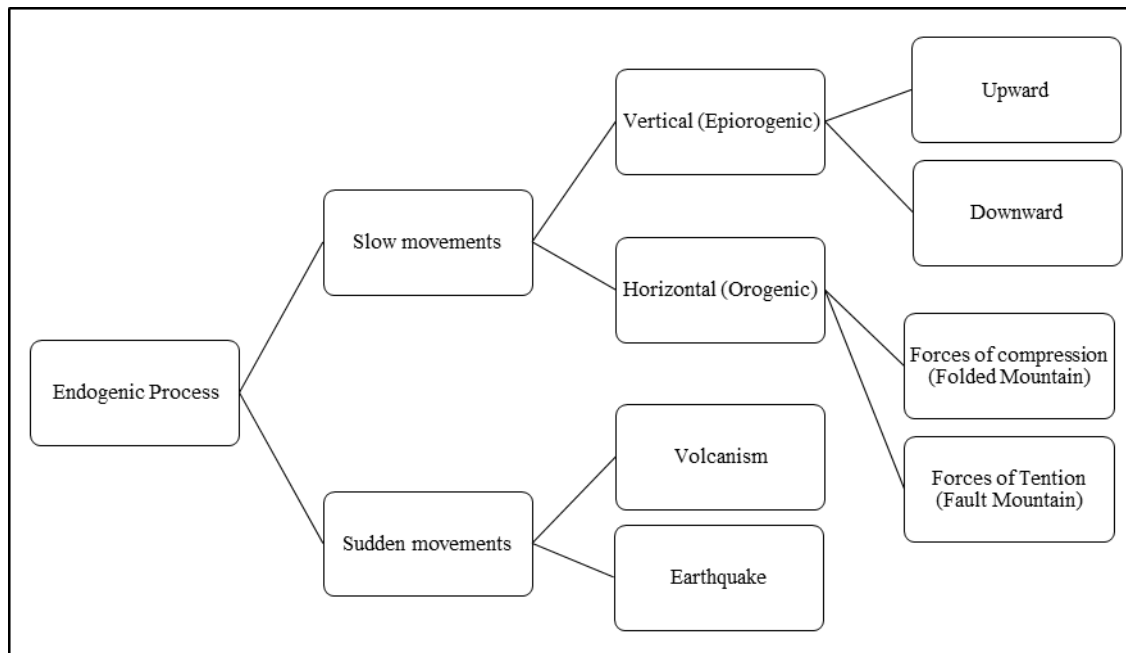 Endogenic Process
Slow movements
Sudden movements
Vertical (Epiorogenic)
Horizontal (Orogenic)
Volcanism
Earthquake
Upward
Downward
Forces of compression
(Folded Mountain)
Forces of Tention
(Fault Mountain)